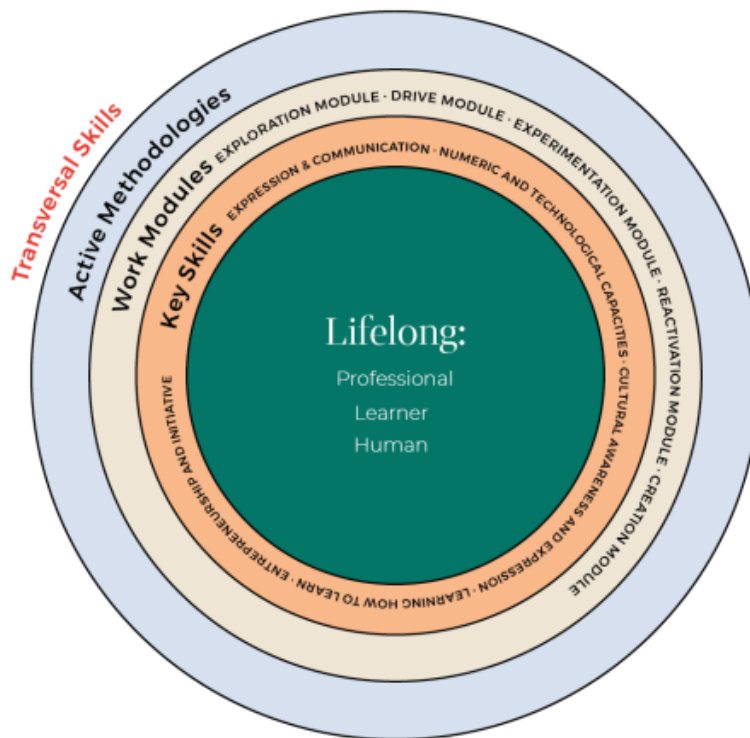 Transversal Skills
Active Methodologies
Work Modules
EXPLORATION MODULE · DRIVE MODULE · EXPERIMENTATION MODULE · REACTIVATION MODULE · CREATION MODULE
Key Skills
EXPRESSION & COMMUNICATION · NUMERIC AND TECHNOLOGICAL CAPACITIES · CULTURAL AWARENESS AND EXPRESSION · LEARNING HOW TO LEARN · ENTREPRENEURSHIP AND INITIATIVE
Lifelong:
Professional
Learner
Human